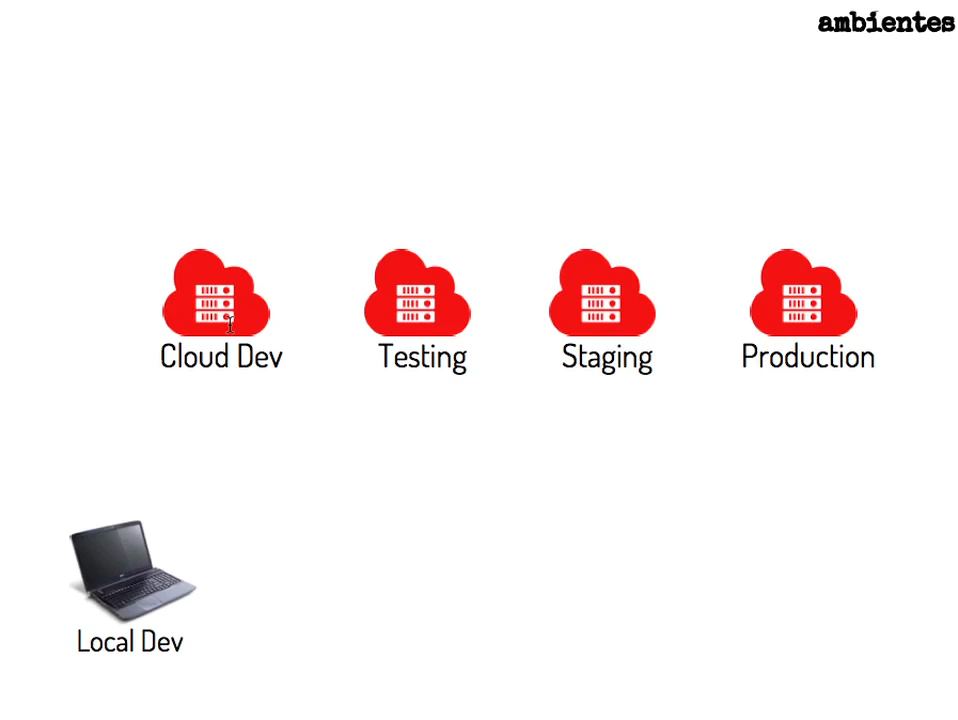 ambientes
Cloud Dev
Testing
Staging
Production
Local Dev